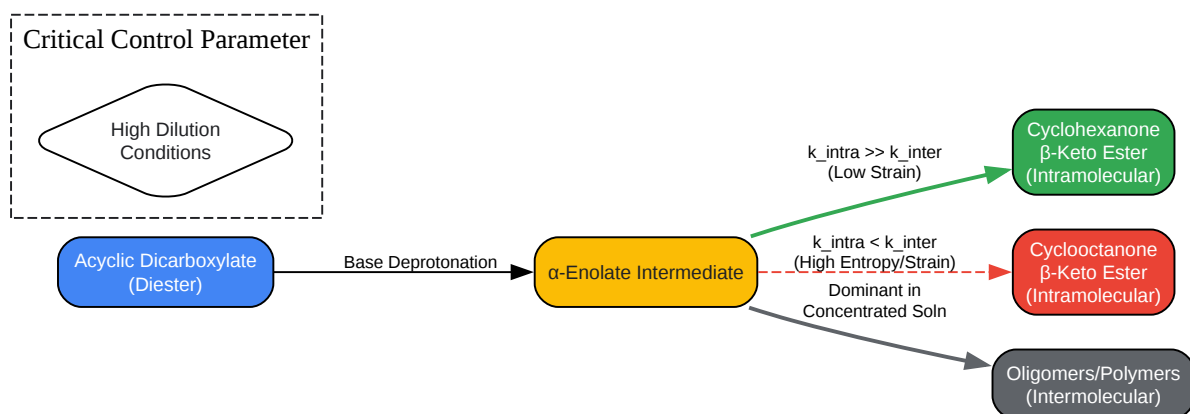 Critical Control Parameter
High Dilution
Conditions
Acyclic Dicarboxylate
(Diester)
Base Deprotonation
α-Enolate Intermediate
k_intra >> k_inter
(Low Strain)
k_intra < k_inter
(High Entropy/Strain)
Dominant in
Concentrated Soln
Cyclohexanone
β-Keto Ester
(Intramolecular)
Cyclooctanone
β-Keto Ester
(Intramolecular)
Oligomers/Polymers
(Intermolecular)